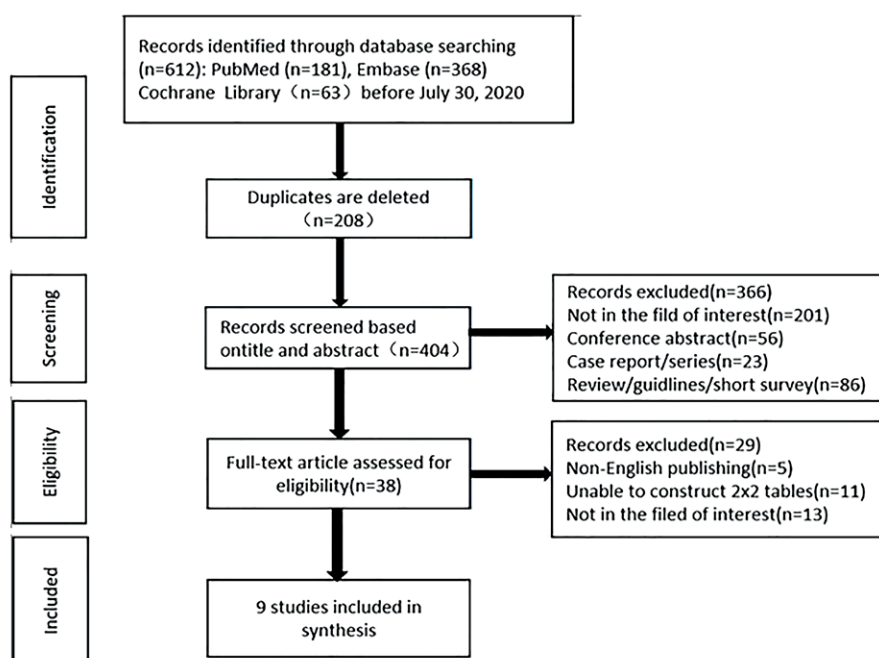 Identification
Records identified through database searching
(n=612): PubMed (n=181), Embase (n=368)
Cochrane Library（n=63）before July 30, 2020
Duplicates are deleted
（n=208）
Screening
Records screened based
ontitle and abstract（n=404）
Records excluded(n=366)
Not in the fild of interest(n=201)
Conference abstract(n=56)
Case report/series(n=23)
Review/guidlines/short survey(n=86)
Eligibility
Full-text article assessed for
eligibility(n=38)
Records excluded(n=29)
Non-English publishing(n=5)
Unable to construct 2x2 tables(n=11)
Not in the filed of interest(n=13)
Included
9 studies included in
synthesis